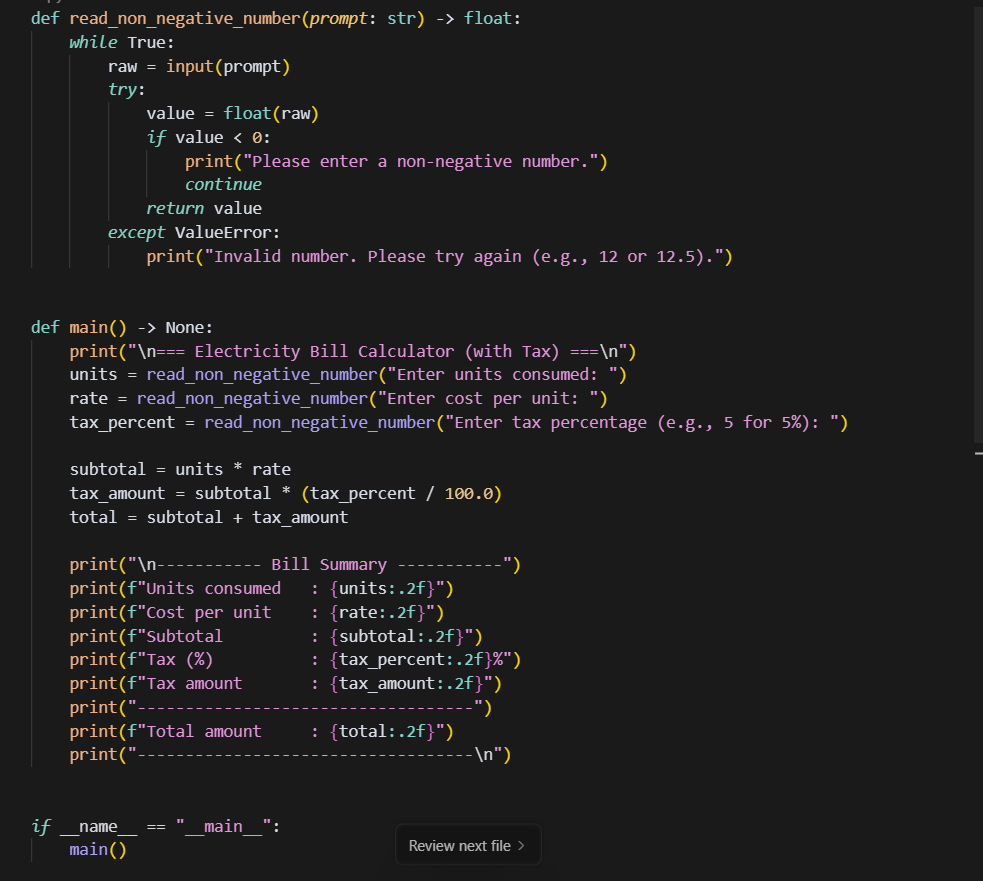 def read_non_negative_number(prompt: str) -> float:
    while True:
        raw = input(prompt)
        try:
            value = float(raw)
            if value < 0:
                print("Please enter a non-negative number.")
                continue
            return value
        except ValueError:
            print("Invalid number. Please try again (e.g., 12 or 12.5).")


def main() -> None:
    print("\n=== Electricity Bill Calculator (with Tax) ===\n")
    units = read_non_negative_number("Enter units consumed: ")
    rate = read_non_negative_number("Enter cost per unit: ")
    tax_percent = read_non_negative_number("Enter tax percentage (e.g., 5 for 5%): ")

    subtotal = units * rate
    tax_amount = subtotal * (tax_percent / 100.0)
    total = subtotal + tax_amount

    print("\n----------- Bill Summary -----------")
    print(f"Units consumed   : {units:.2f}")
    print(f"Cost per unit    : {rate:.2f}")
    print(f"Subtotal         : {subtotal:.2f}")
    print(f"Tax (%)          : {tax_percent:.2f}%")
    print(f"Tax amount       : {tax_amount:.2f}")
    print("-----------------------------------")
    print(f"Total amount     : {total:.2f}")
    print("-----------------------------------\n")


if __name__ == "__main__":
    main()
Review next file >